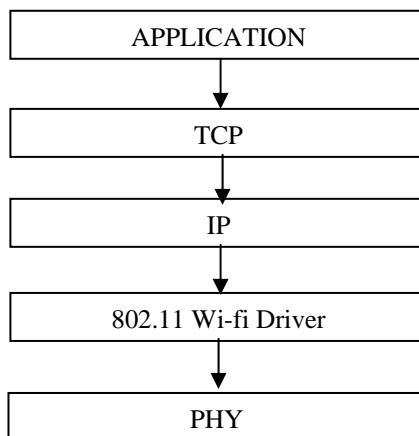 APPLICATION
TCP
IP
802.11 Wi-fi Driver
PHY